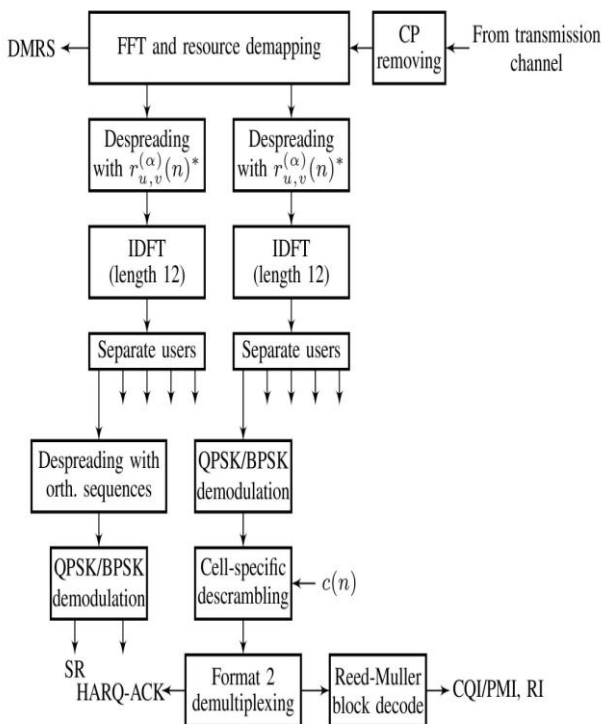 DMRS
FFT and resource demapping
CP
removing
From transmission
channel
Despreading
with r_{u,v}^{(α)}(n)*
Despreading
with r_{u,v}^{(α)}(n)*
IDFT
(length 12)
IDFT
(length 12)
Separate users
Separate users
Despreading with
orth. sequences
QPSK/BPSK
demodulation
QPSK/BPSK
demodulation
Cell-specific
descrambling
c(n)
SR
HARQ-ACK
Format 2
demultiplexing
Reed-Muller
block decode
CQI/PMI, RI